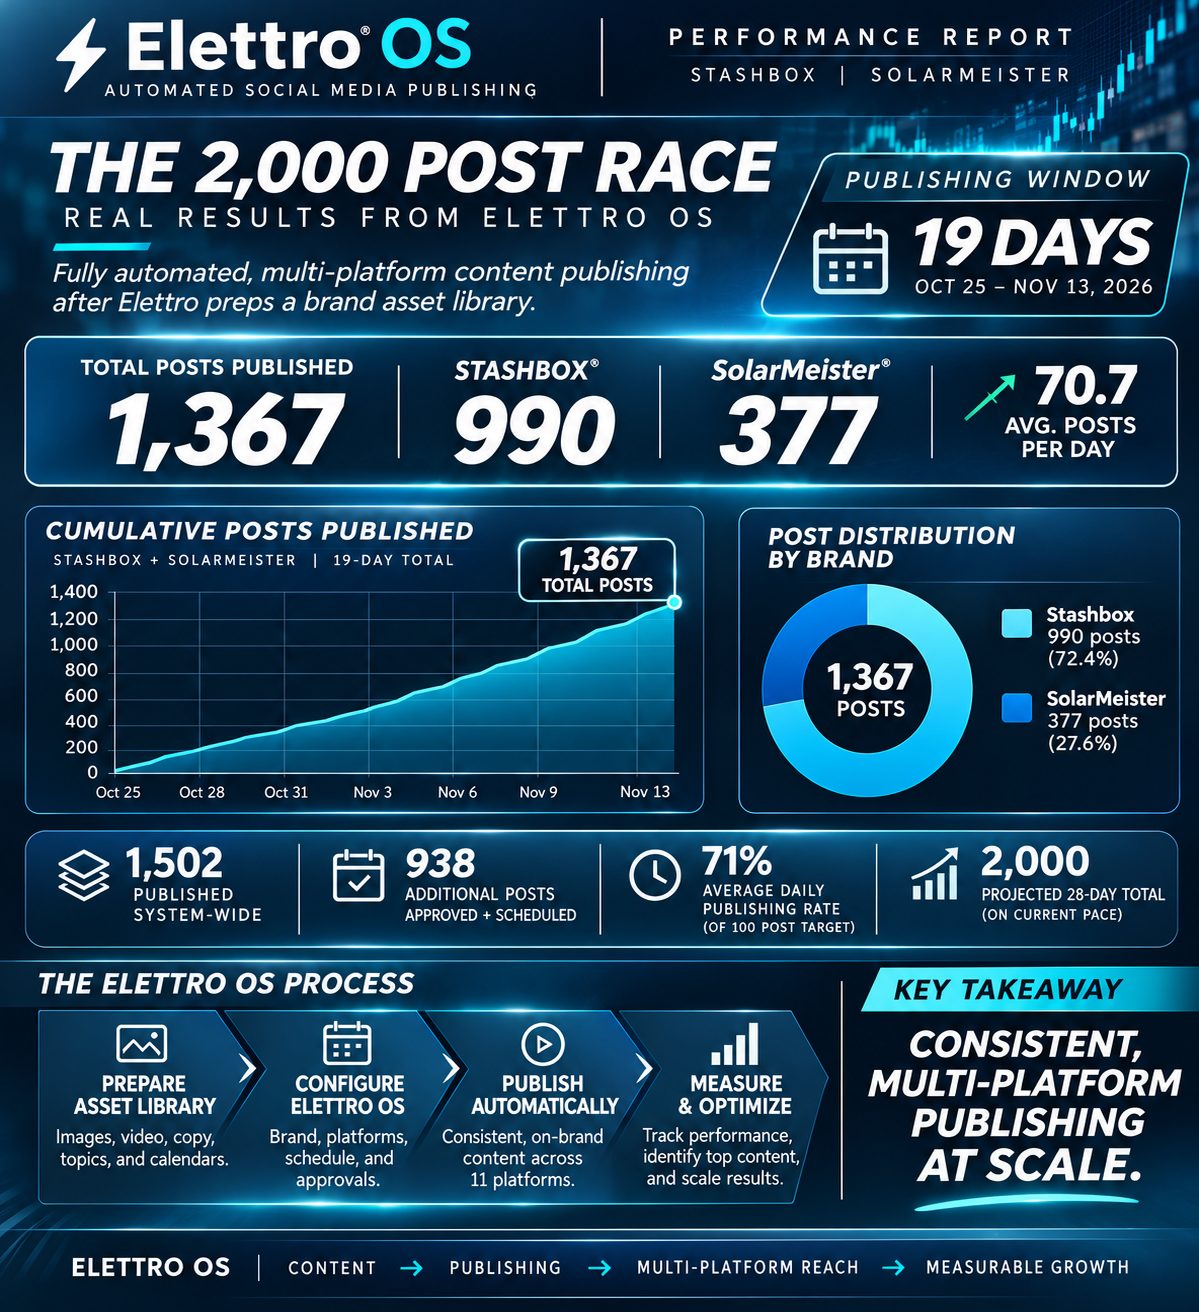 Elettro® OS
AUTOMATED SOCIAL MEDIA PUBLISHING
PERFORMANCE REPORT
STASHBOX | SOLARMEISTER
THE 2,000 POST RACE
REAL RESULTS FROM ELETTRO OS
Fully automated, multi-platform content publishing
after Elettro preps a brand asset library.
PUBLISHING WINDOW
19 DAYS
OCT 25 – NOV 13, 2026
TOTAL POSTS PUBLISHED
1,367
STASHBOX®
990
SolarMeister®
377
70.7
AVG. POSTS
PER DAY
CUMULATIVE POSTS PUBLISHED
STASHBOX + SOLARMEISTER | 19-DAY TOTAL
1,367
TOTAL POSTS
1,400
1,200
1,000
800
600
400
200
0
Oct 25
Oct 28
Oct 31
Nov 3
Nov 6
Nov 9
Nov 13
POST DISTRIBUTION
BY BRAND
1,367
POSTS
Stashbox
990 posts
(72.4%)
SolarMeister
377 posts
(27.6%)
1,502
PUBLISHED
SYSTEM-WIDE
938
ADDITIONAL POSTS
APPROVED + SCHEDULED
71%
AVERAGE DAILY
PUBLISHING RATE
(OF 100 POST TARGET)
2,000
PROJECTED 28-DAY TOTAL
(ON CURRENT PACE)
THE ELETTRO OS PROCESS
PREPARE
ASSET LIBRARY
Images, video, copy,
topics, and calendars.
CONFIGURE
ELETTRO OS
Brand, platforms,
schedule, and
approvals.
PUBLISH
AUTOMATICALLY
Consistent, on-brand
content across
11 platforms.
MEASURE
& OPTIMIZE
Track performance,
identify top content,
and scale results.
KEY TAKEAWAY
CONSISTENT,
MULTI-PLATFORM
PUBLISHING
AT SCALE.
ELETTRO OS | CONTENT → PUBLISHING → MULTI-PLATFORM REACH → MEASURABLE GROWTH